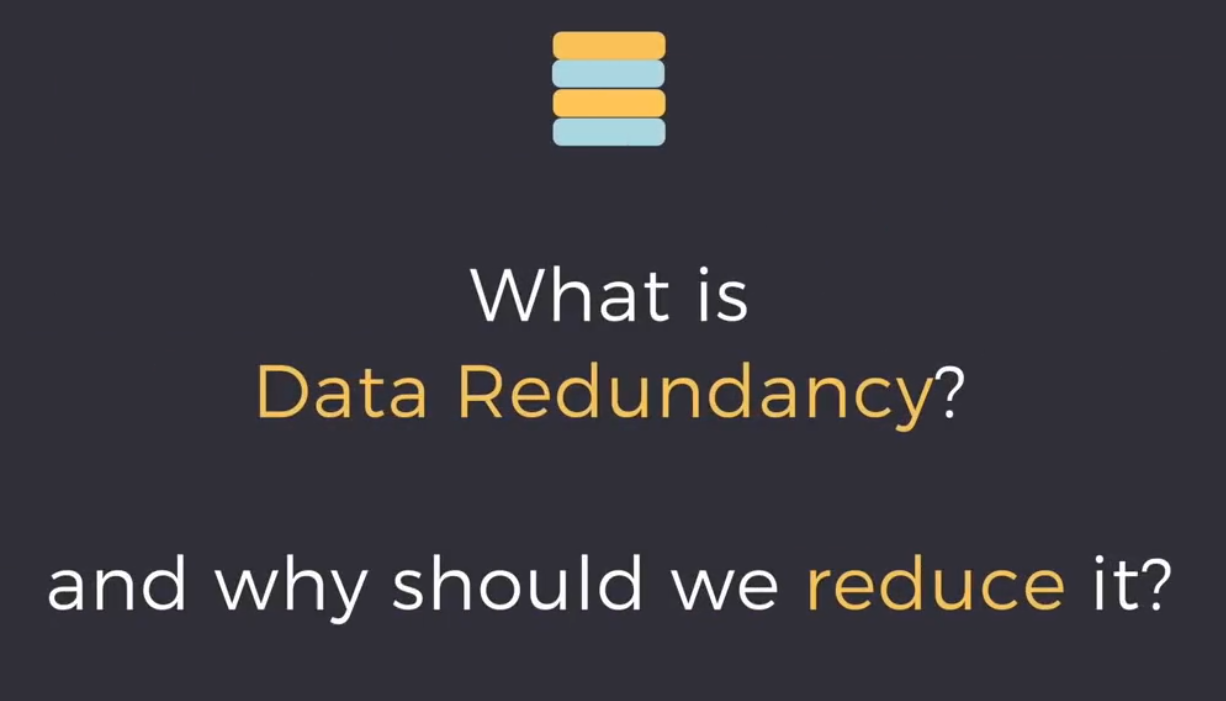 What is
Data Redundancy?
and why should we reduce it?